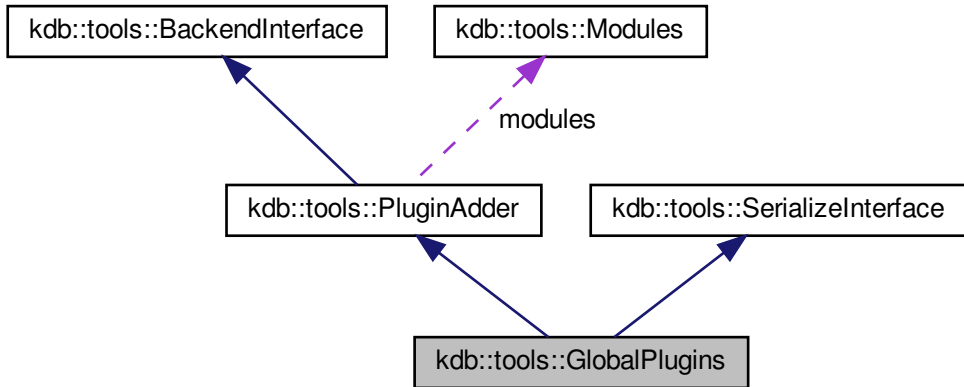 kdb::tools::BackendInterface
kdb::tools::Modules
modules
kdb::tools::PluginAdder
kdb::tools::SerializeInterface
kdb::tools::GlobalPlugins